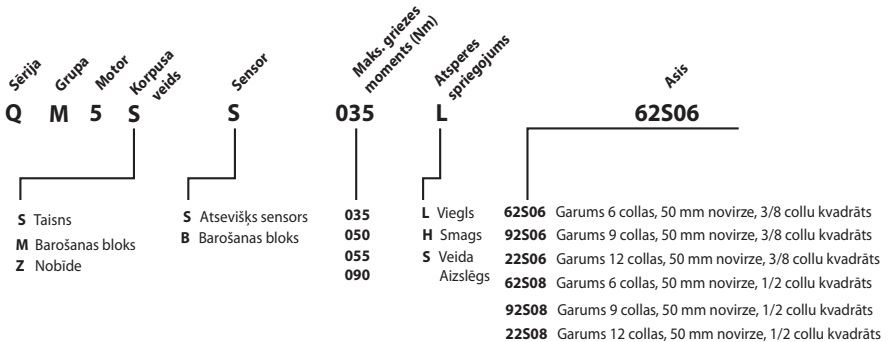 Sērija
Grupa
Motor
Korpusa
veids
Sensor
Maks. griezes
moments (Nm)
Atsperes
spriegojums
Asis
Q M 5 S S 035 L 62S06
S Taisns
M Barošanas bloks
Z Nobīde
S Atsevišķs sensors
B Barošanas bloks
035
050
055
090
L Viegls
H Smags
S Veida
Aizslēgs
62S06 Garums 6 collas, 50 mm novirze, 3/8 collu kvadrāts
92S06 Garums 9 collas, 50 mm novirze, 3/8 collu kvadrāts
22S06 Garums 12 collas, 50 mm novirze, 3/8 collu kvadrāts
62S08 Garums 6 collas, 50 mm novirze, 1/2 collu kvadrāts
92S08 Garums 9 collas, 50 mm novirze, 1/2 collu kvadrāts
22S08 Garums 12 collas, 50 mm novirze, 1/2 collu kvadrāts